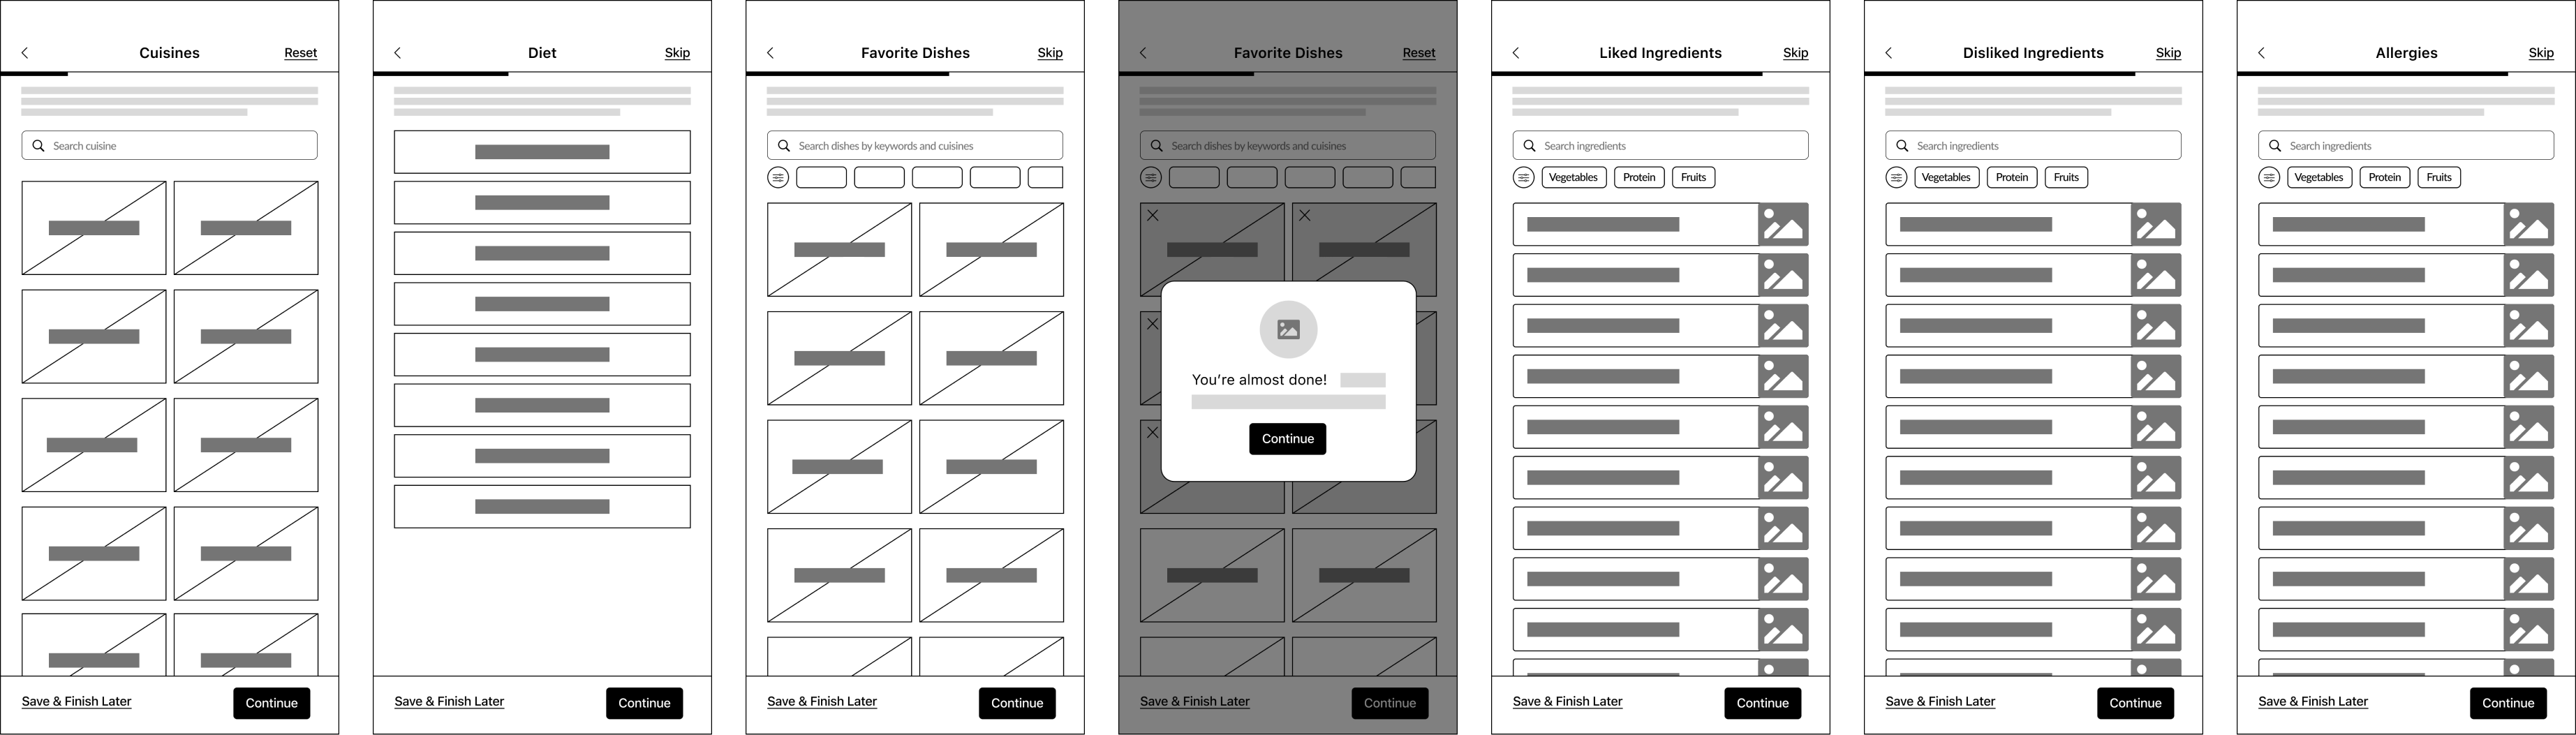 Cuisines
Reset
Search cuisine
Save & Finish Later
Continue
Diet
Skip
Save & Finish Later
Continue
Favorite Dishes
Skip
Search dishes by keywords and cuisines
Save & Finish Later
Continue
Favorite Dishes
Reset
Search dishes by keywords and cuisines
You’re almost done!
Continue
Save & Finish Later
Continue
Liked Ingredients
Skip
Search ingredients
Vegetables
Protein
Fruits
Save & Finish Later
Continue
Disliked Ingredients
Skip
Search ingredients
Vegetables
Protein
Fruits
Save & Finish Later
Continue
Allergies
Skip
Search ingredients
Vegetables
Protein
Fruits
Save & Finish Later
Continue